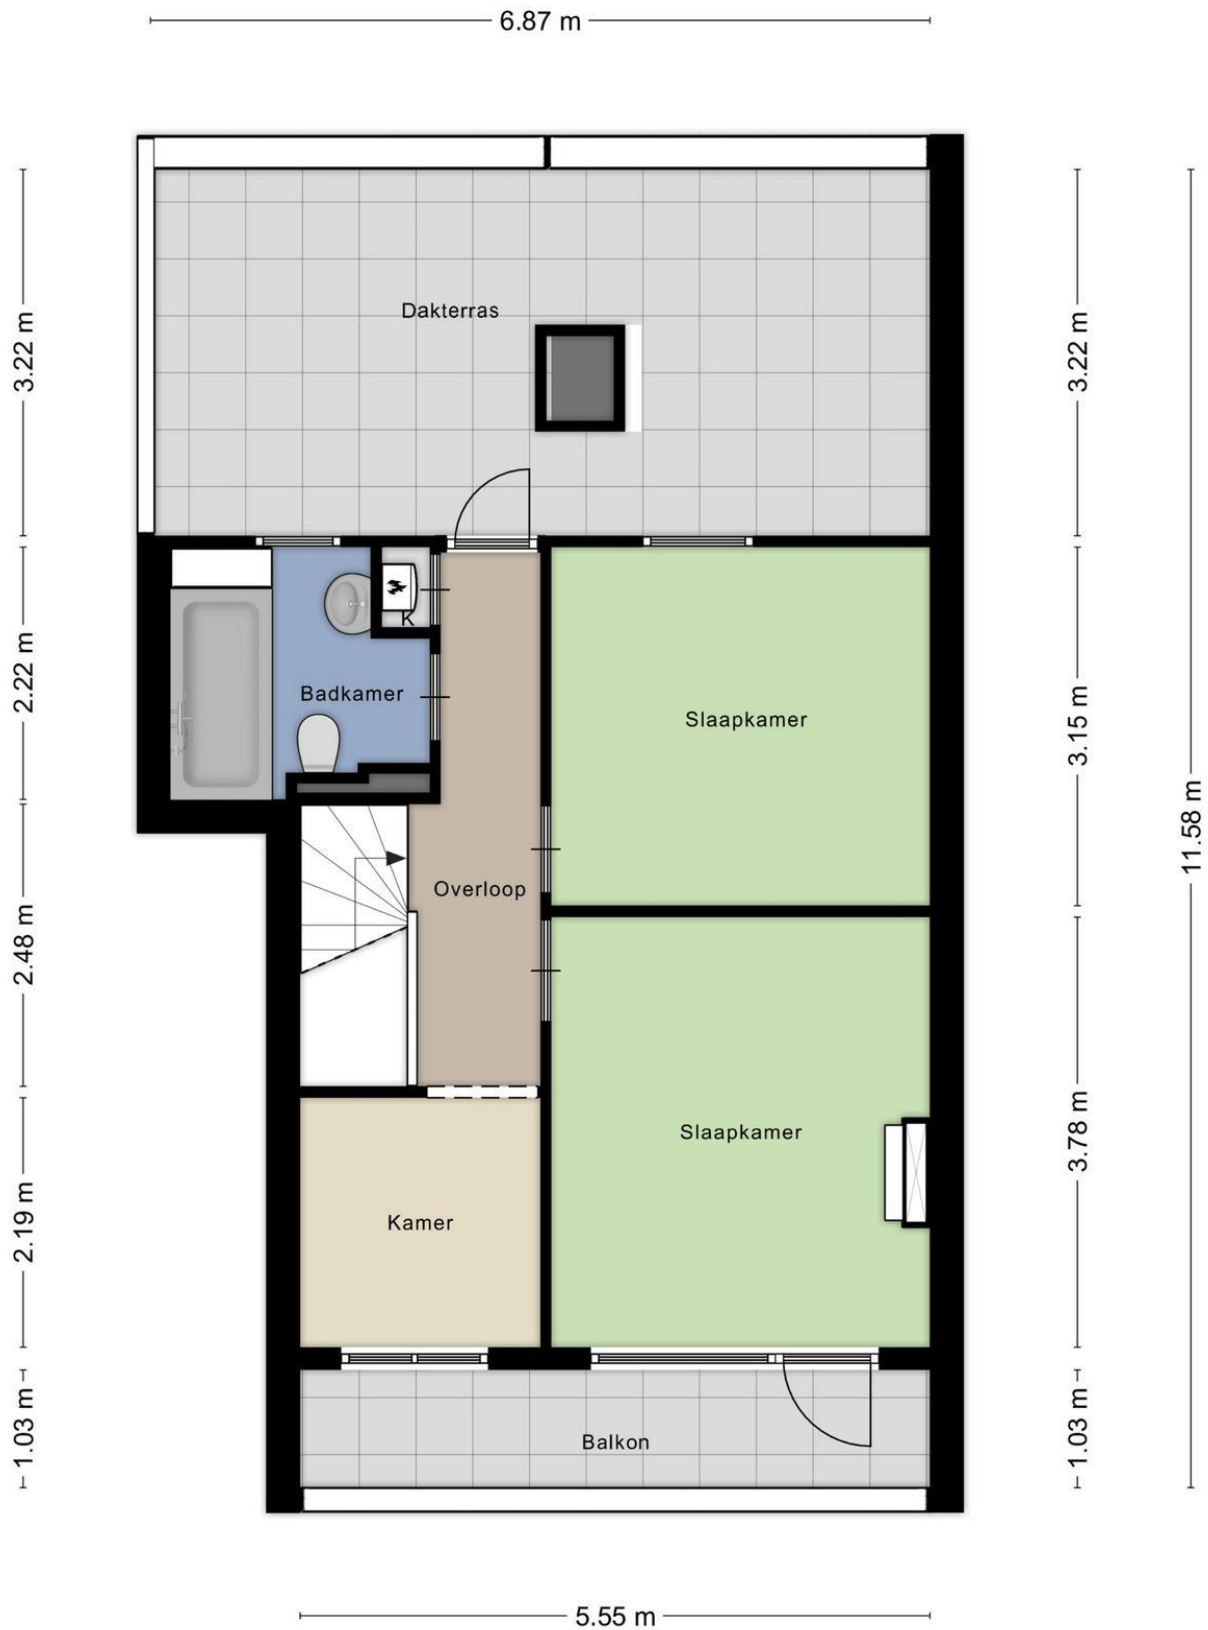 6.87 m
Dakterras
3.22 m
3.22 m
K
Badkamer
2.22 m
Slaapkamer
3.15 m
11.58 m
Overloop
2.48 m
Slaapkamer
3.78 m
Kamer
2.19 m
Balkon
1.03 m
1.03 m
5.55 m